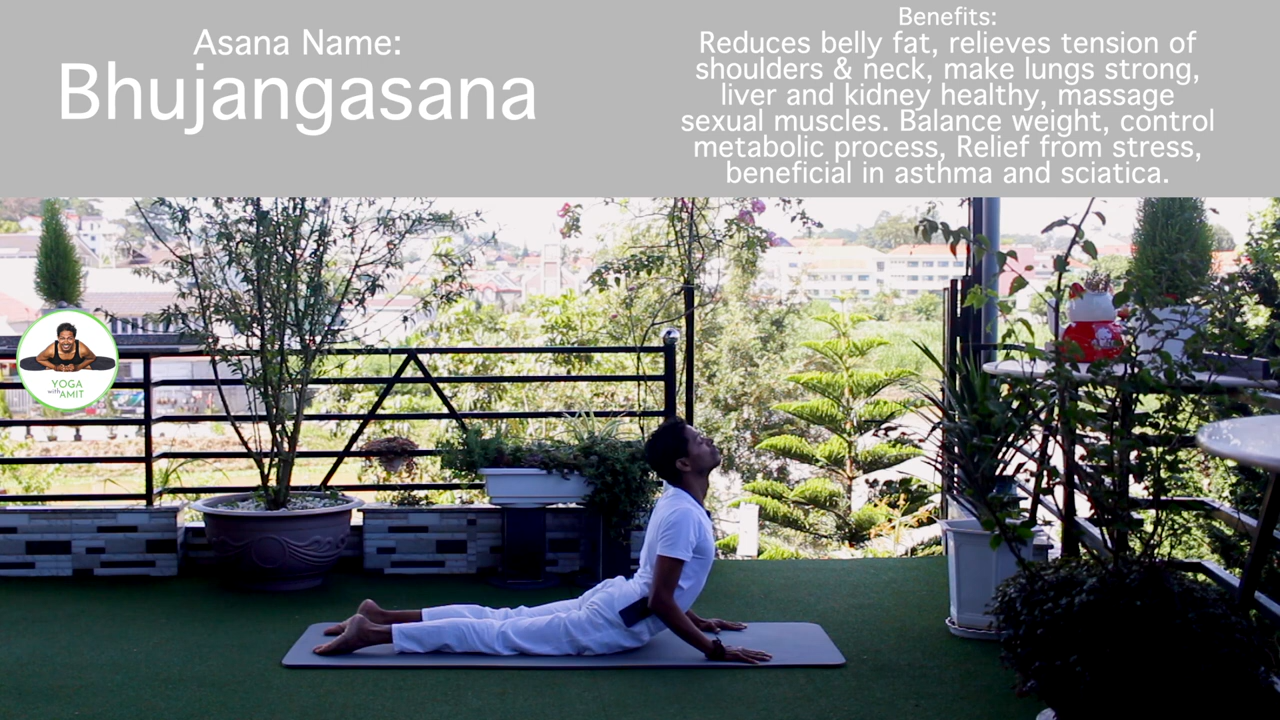 Asana Name:
Bhujangasana
Benefits:
Reduces belly fat, relieves tension of
shoulders & neck, make lungs strong,
liver and kidney healthy, massage
sexual muscles. Balance weight, control
metabolic process, Relief from stress,
beneficial in asthma and sciatica.
YOGA
with AMIT